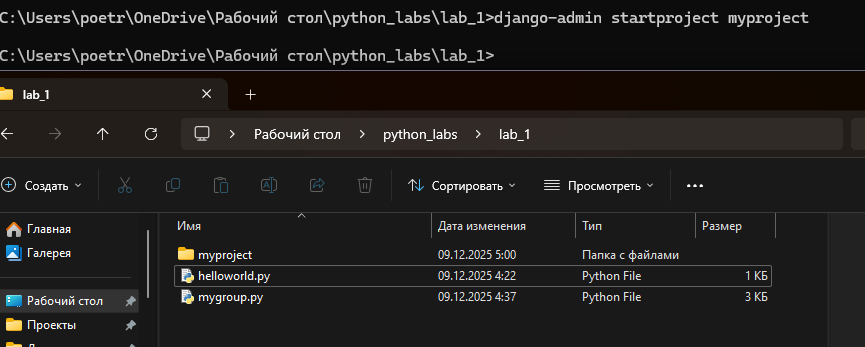 C:\Users\poetr\OneDrive\Рабочий стол\python_labs\lab_1>django-admin startproject myproject
C:\Users\poetr\OneDrive\Рабочий стол\python_labs\lab_1>
lab_1
Рабочий стол > python_labs > lab_1
Создать Сортировать Просмотреть
Имя Дата изменения Тип Размер
Главная
Галерея
Рабочий стол
Проекты
myproject 09.12.2025 5:00 Папка с файлами
helloworld.py 09.12.2025 4:22 Python File 1 КБ
mygroup.py 09.12.2025 4:37 Python File 3 КБ